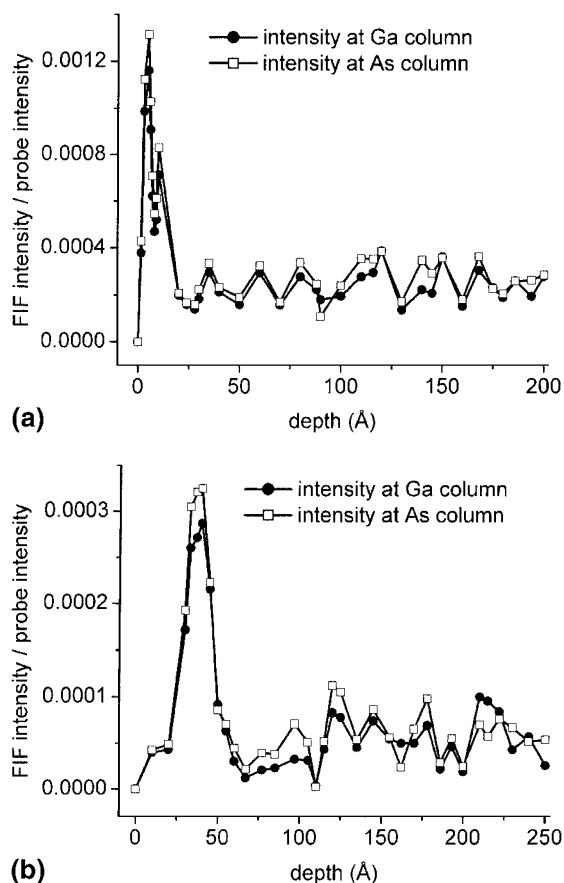 intensity at Ga column
intensity at As column
FIF intensity / probe intensity
0.0012
0.0008
0.0004
0.0000
0 50 100 150 200
depth (Å)
(a)
intensity at Ga column
intensity at As column
FIF intensity / probe intensity
0.0003
0.0002
0.0001
0.0000
0 50 100 150 200 250
depth (Å)
(b)